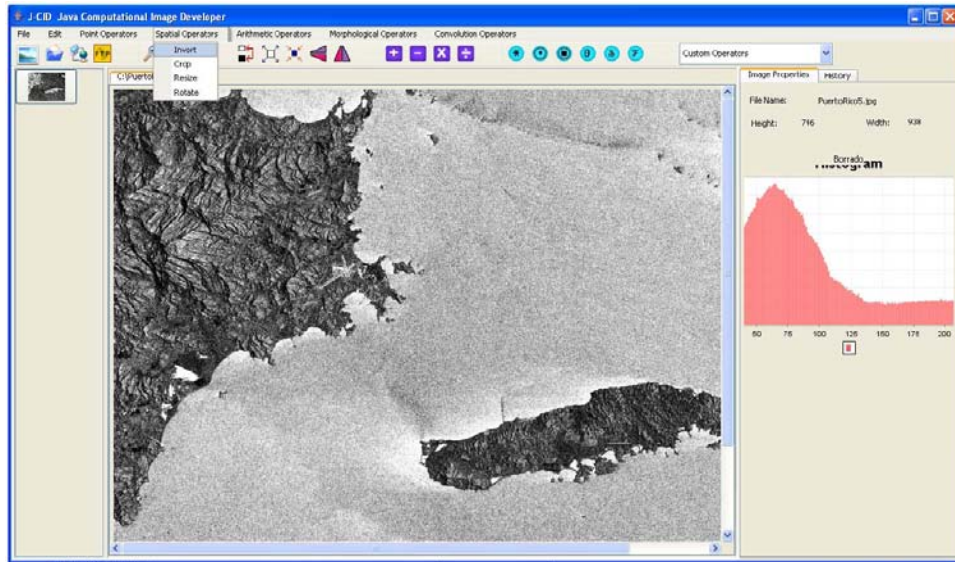 J-CID Java Computational Image Developer
File Edit Point Operators Spatial Operators Arithmetic Operators Morphological Operators Convolution Operators
FTP Custom Operators
Invert
Crop
Resize
Rotate
Image Properties History
File Name: PuertoRico5.jpg
Height: 716 Width: 938
Borrado
Histogram
50 75 100 125 150 175 200